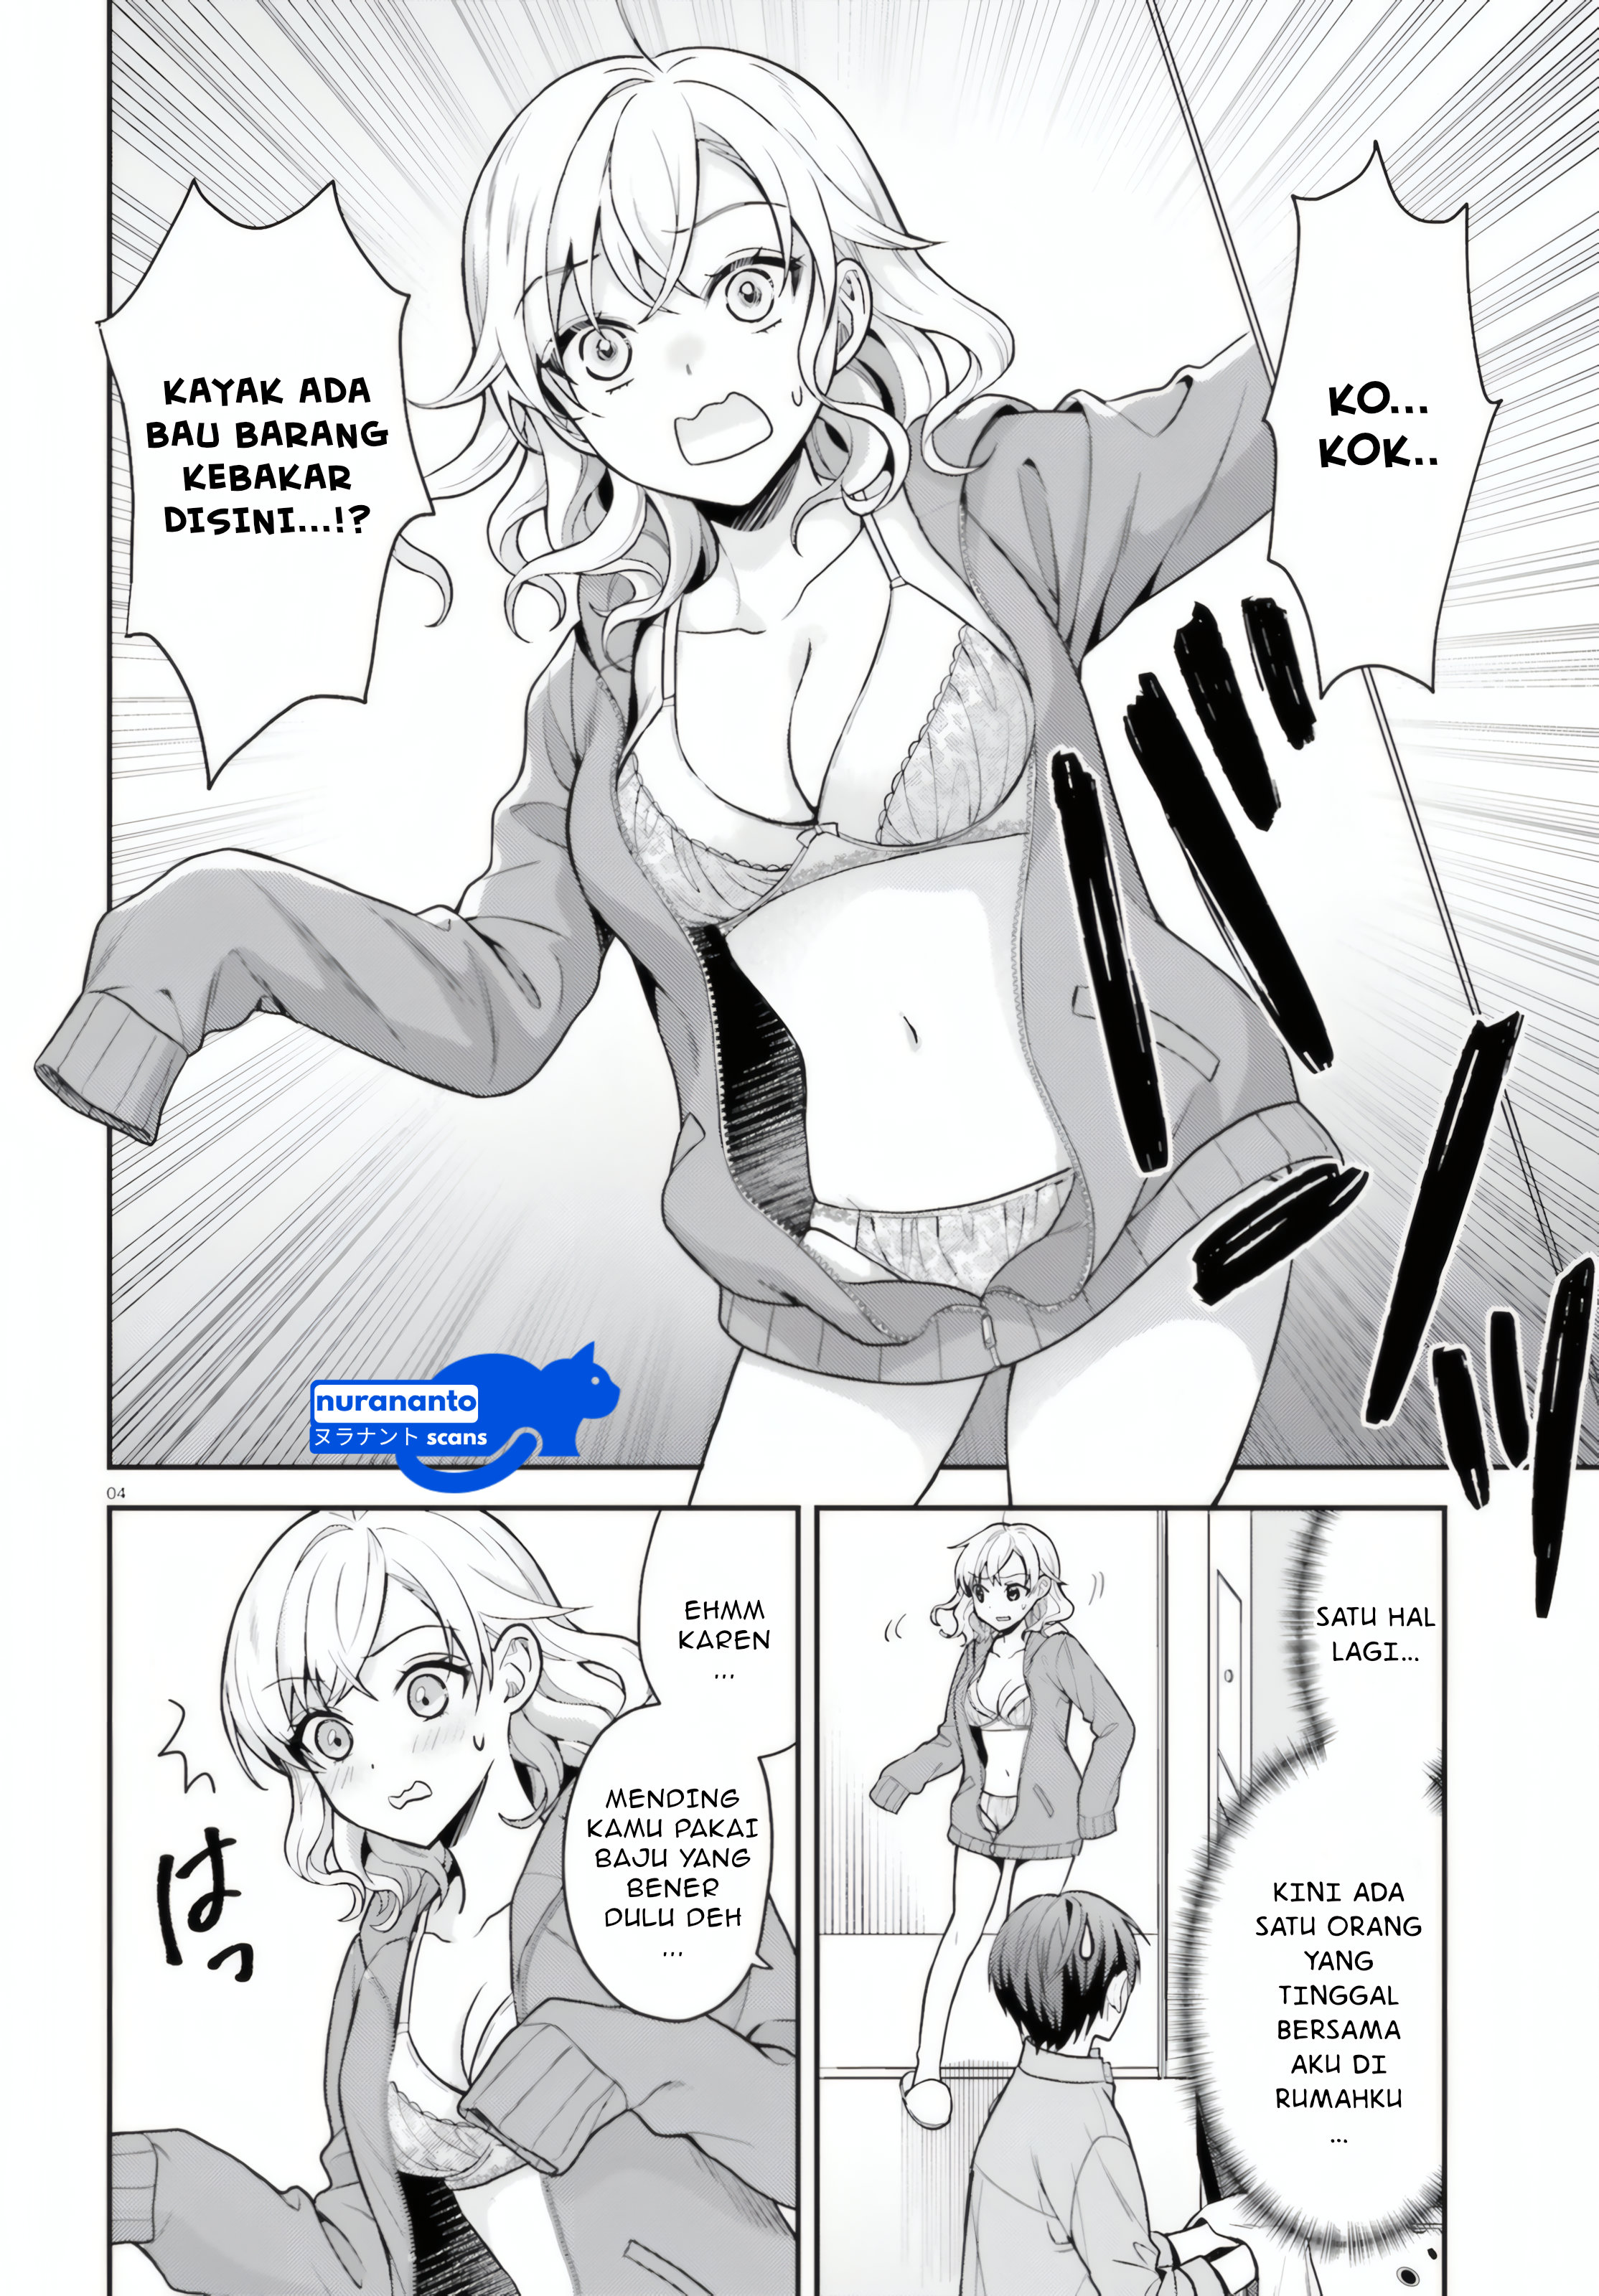 KO...
KOK..
KAYAK ADA
BAU BARANG
KEBAKAR
DISINI...!?
バーン
nurananto
ヌラナント scans
04
SATU HAL
LAGI...
KINI ADA
SATU ORANG
YANG
TINGGAL
BERSAMA
AKU DI
RUMAHKU
...
EHMM
KAREN
...
MENDING
KAMU PAKAI
BAJU YANG
BENER
DULU DEH
...
はっ